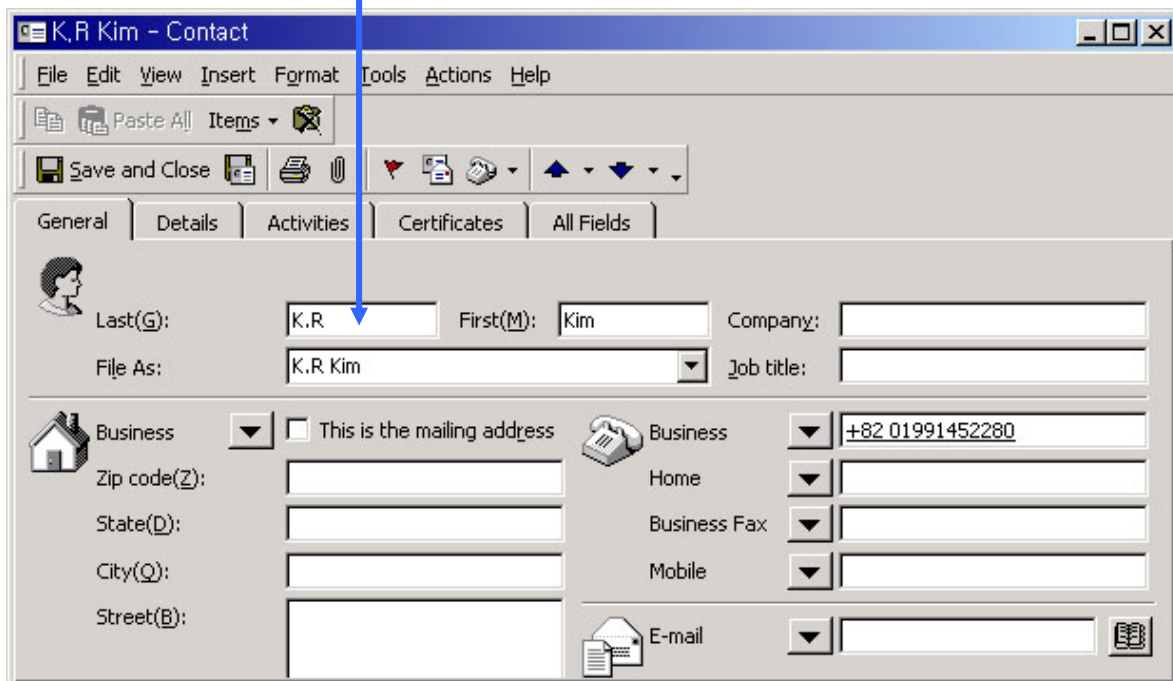 K.R Kim - Contact
File Edit View Insert Format Tools Actions Help
Paste All Items
Save and Close
General Details Activities Certificates All Fields
Last(G): K.R First(M): Kim Company:
File As: K.R Kim Job title:
Business This is the mailing address Business +82 01991452280
Zip code(Z): Home
State(D): Business Fax
City(Q): Mobile
Street(B):
E-mail